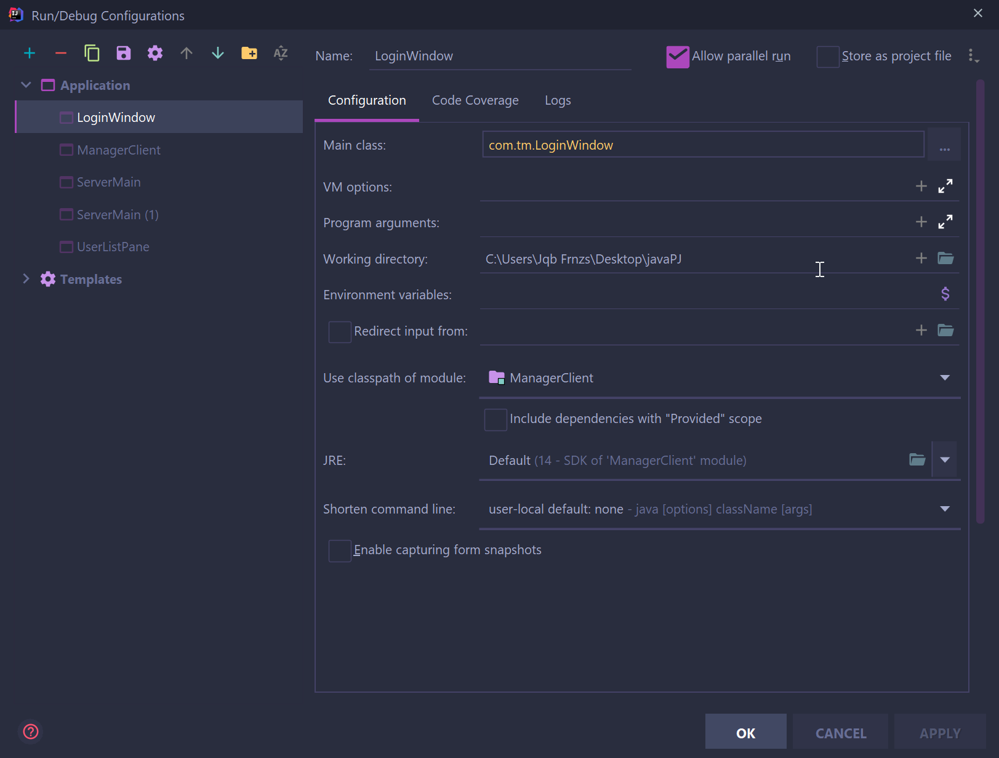 Run/Debug Configurations
Name: LoginWindow
Allow parallel run
Store as project file
Application
LoginWindow
ManagerClient
ServerMain
ServerMain (1)
UserListPane
Templates
Configuration Code Coverage Logs
Main class: com.tm.LoginWindow ...
VM options:
Program arguments:
Working directory: C:\Users\Jqb Frnzs\Desktop\javaPJ
Environment variables:
Redirect input from:
Use classpath of module: ManagerClient
Include dependencies with "Provided" scope
JRE: Default (14 - SDK of 'ManagerClient' module)
Shorten command line: user-local default: none - java [options] className [args]
Enable capturing form snapshots
OK CANCEL APPLY